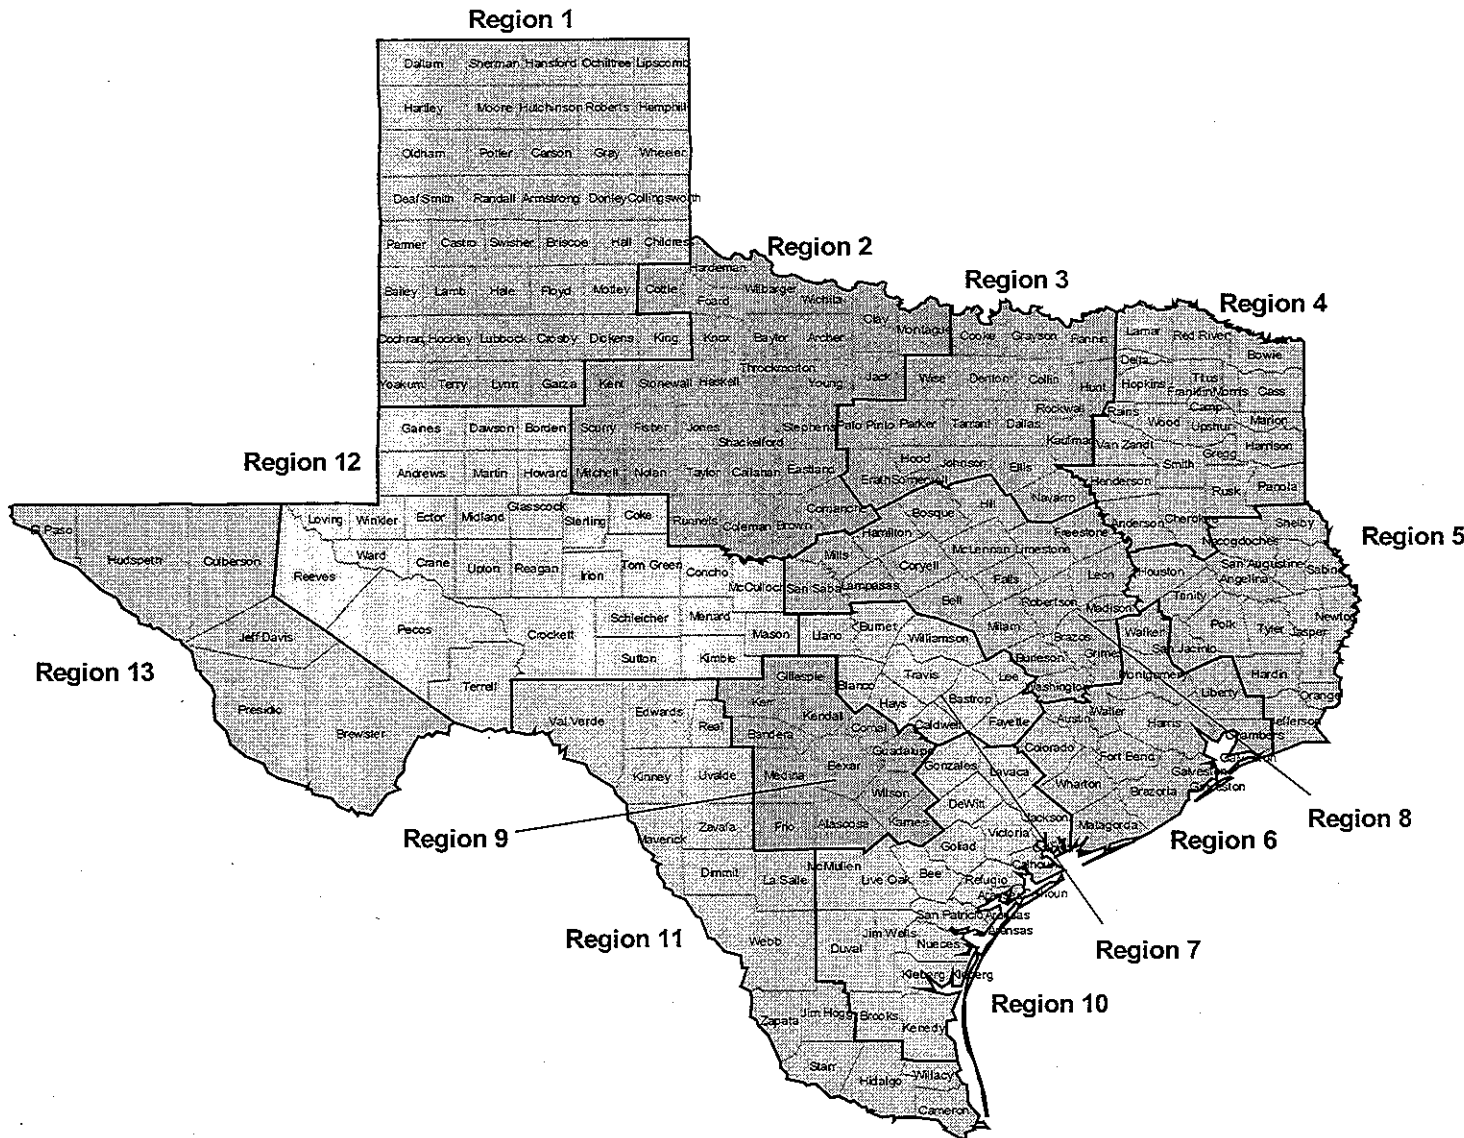 Region 1
Dallam Sherman Hansford Ochiltree Lipscomb
Hartley Moore Hutchinson Roberts Hemphill
Oldham Potter Carson Gray Wheeler
Deaf Smith Randall Armstrong Donley Collingsworth
Parmer Castro Swisher Briscoe Hall Childress
Region 2
Hardeman
Bailey Lamb Hale Floyd Motley Cottle
Foard Wilbarger Wichita
Region 3
Region 4
Clay Montague
Cochran Hockley Lubbock Crosby Dickens King Knox Baylor Archer
Cooke Grayson Fannin Lamar Red River
Bowie
Delta
Yoakum Terry Lynn Garza Kent Stonewall Haskell Throckmorton Young Jack
Wise Denton Collin Hunt Hopkins Titus
Franklin Morris Cass
Camp
Rockwall Rains Wood Upshur Marion
Gaines Dawson Borden Scurry Fisher Jones Shackelford Stephens Palo Pinto Parker Tarrant Dallas Kaufman Van Zandt Gregg Harrison
Region 12
Andrews Martin Howard Mitchell Nolan Taylor Callahan Eastland
Hood Johnson Ellis Smith
Erath Somervell Henderson Rusk Panola
Loving Winkler Ector Midland Glasscock Sterling Coke Runnels Coleman Brown Comanche
Bosque Hill Navarro Anderson Cherokee Shelby
El Paso Hudspeth Culberson
Hamilton Freestone Nacogdoches
Region 5
Reeves Ward Crane Upton Reagan Irion Tom Green Concho
McCulloch San Saba Mills Lampasas Coryell McLennan Limestone
Falls Leon Houston San Augustine Sabine
Angelina
Bell Robertson Madison Trinity Newton
Jeff Davis Pecos Crockett Schleicher Menard Mason
Llano Burnet Williamson Milam Brazos Walker Polk Tyler Jasper
Sutton Kimble Burleson Grimes San Jacinto
Region 13
Terrell Gillespie Blanco Travis Lee Washington Montgomery Hardin
Presidio Brewster
Val Verde Edwards Real Kerr Kendall Hays Bastrop Liberty Orange
Bandera Comal Caldwell Fayette Austin Waller Harris Jefferson
Chambers
Kinney Uvalde Medina Bexar Guadalupe Gonzales Lavaca Colorado Fort Bend Galveston
Galveston
Galveston
Wilson DeWitt Wharton Brazoria
Region 9
Maverick Zavala Frio Atascosa Karnes Jackson Matagorda
Region 8
Victoria
Region 6
Goliad
Dimmit La Salle McMullen Live Oak Bee Refugio Calhoun
Calhoun
Calhoun
Aransas
Region 11
Webb Duval Jim Wells San Patricio Aransas
Aransas
Nueces
Region 7
Kleberg Kleberg
Region 10
Zapata Jim Hogg Brooks Kenedy
Starr Hidalgo Willacy
Cameron